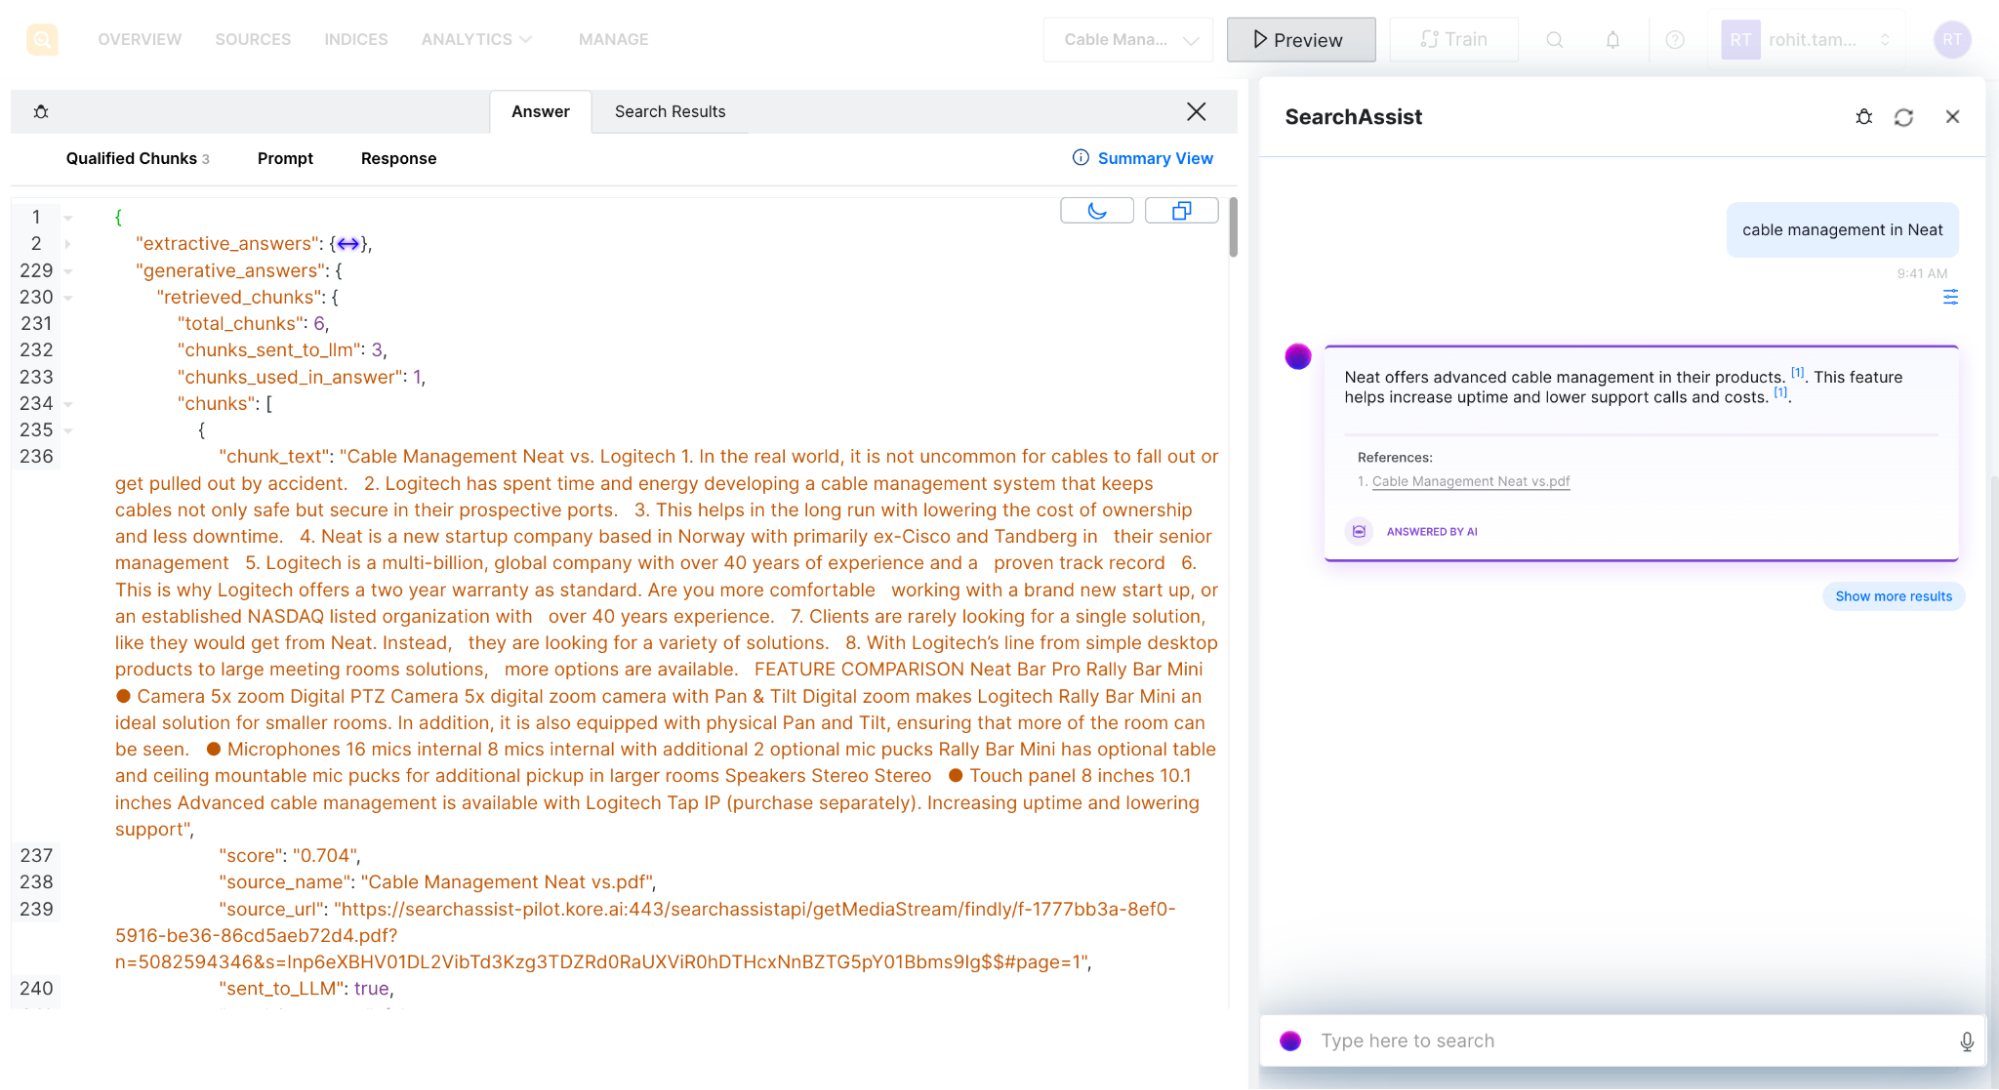 OVERVIEW SOURCES INDICES ANALYTICS MANAGE Cable Mana... Preview Train RT rohit.tam... RT
Answer Search Results
Qualified Chunks 3 Prompt Response Summary View
1 {
2 "extractive_answers": {↔},
229 "generative_answers": {
230 "retrieved_chunks": {
231 "total_chunks": 6,
232 "chunks_sent_to_llm": 3,
233 "chunks_used_in_answer": 1,
234 "chunks": [
235 {
236 "chunk_text": "Cable Management Neat vs. Logitech 1. In the real world, it is not uncommon for cables to fall out or
get pulled out by accident. 2. Logitech has spent time and energy developing a cable management system that keeps
cables not only safe but secure in their prospective ports. 3. This helps in the long run with lowering the cost of ownership
and less downtime. 4. Neat is a new startup company based in Norway with primarily ex-Cisco and Tandberg in their senior
management 5. Logitech is a multi-billion, global company with over 40 years of experience and a proven track record 6.
This is why Logitech offers a two year warranty as standard. Are you more comfortable working with a brand new start up, or
an established NASDAQ listed organization with over 40 years experience. 7. Clients are rarely looking for a single solution,
like they would get from Neat. Instead, they are looking for a variety of solutions. 8. With Logitech’s line from simple desktop
products to large meeting rooms solutions, more options are available. FEATURE COMPARISON Neat Bar Pro Rally Bar Mini
● Camera 5x zoom Digital PTZ Camera 5x digital zoom camera with Pan & Tilt Digital zoom makes Logitech Rally Bar Mini an
ideal solution for smaller rooms. In addition, it is also equipped with physical Pan and Tilt, ensuring that more of the room can
be seen. ● Microphones 16 mics internal 8 mics internal with additional 2 optional mic pucks Rally Bar Mini has optional table
and ceiling mountable mic pucks for additional pickup in larger rooms Speakers Stereo Stereo ● Touch panel 8 inches 10.1
inches Advanced cable management is available with Logitech Tap IP (purchase separately). Increasing uptime and lowering
support",
237 "score": "0.704",
238 "source_name": "Cable Management Neat vs.pdf",
239 "source_url": "https://searchassist-pilot.kore.ai:443/searchassistapi/getMediaStream/findly/f-1777bb3a-8ef0-
5916-be36-86cd5aeb72d4.pdf?
n=5082594346&s=Inp6eXBHV01DL2VibTd3Kzg3TDZRd0RaUXViR0hDTHcxNnBZTG5pY01Bbms9Ig$$#page=1",
240 "sent_to_LLM": true,
SearchAssist
cable management in Neat
9:41 AM
Neat offers advanced cable management in their products. [1]. This feature
helps increase uptime and lower support calls and costs. [1].
References:
1. Cable Management Neat vs.pdf
ANSWERED BY AI
Show more results
Type here to search